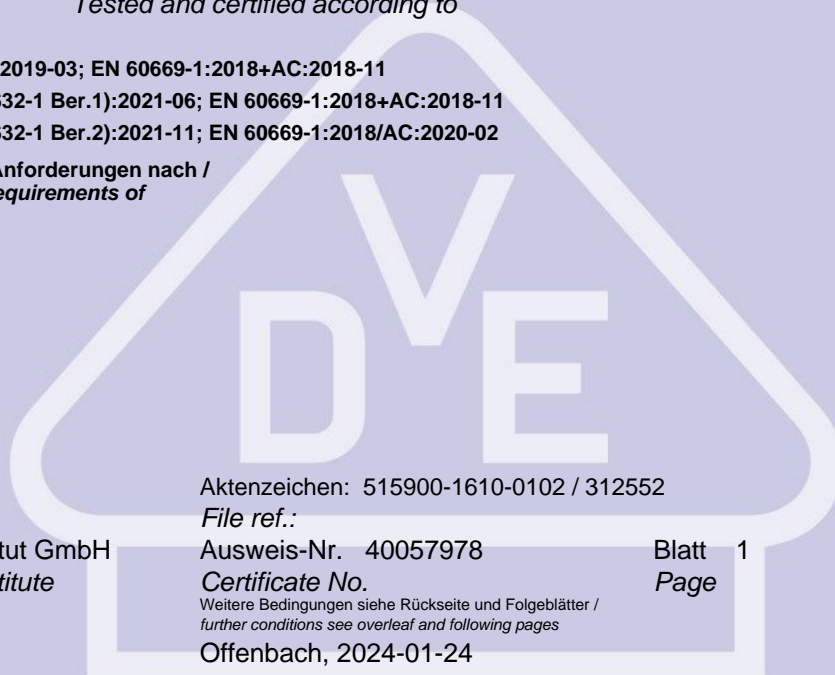 Tested and certified according to
2019-03; EN 60669-1:2018+AC:2018-11
632-1 Ber.1):2021-06; EN 60669-1:2018+AC:2018-11
632-1 Ber.2):2021-11; EN 60669-1:2018/AC:2020-02
Anforderungen nach /
equirements of
V
D E
Aktenzeichen: 515900-1610-0102 / 312552
File ref.:
tut GmbH Ausweis-Nr. 40057978 Blatt 1
titute Certificate No. Page
Weitere Bedingungen siehe Rückseite und Folgeblätter /
further conditions see overleaf and following pages
Offenbach, 2024-01-24